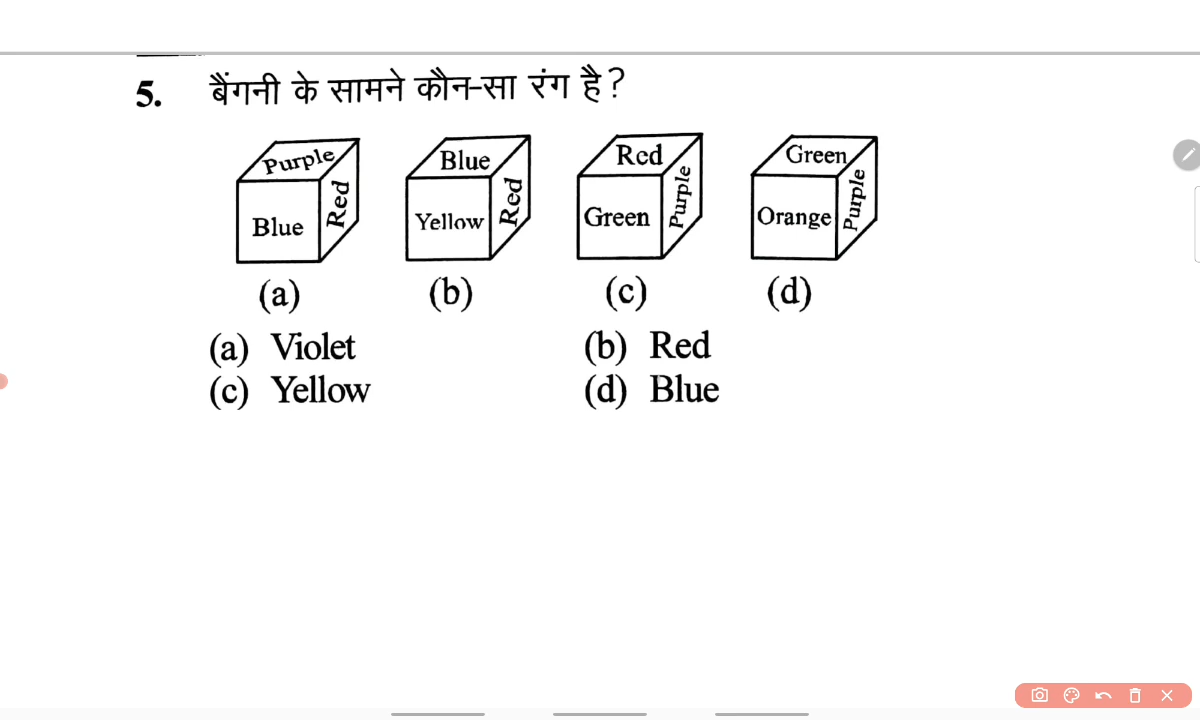 5. बैंगनी के सामने कौन-सा रंग है?
Purple Blue Red
Blue Yellow Red
Red Green Purple
Green Orange Purple
(a) (b) (c) (d)
(a) Violet (b) Red
(c) Yellow (d) Blue